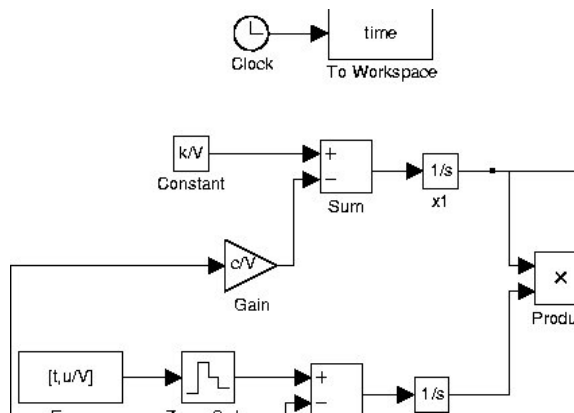 time
Clock
To Workspace
k/V
+
−
1/s
Constant
Sum
x1
c/V
×
Gain
[t,u/V]
+
−
1/s